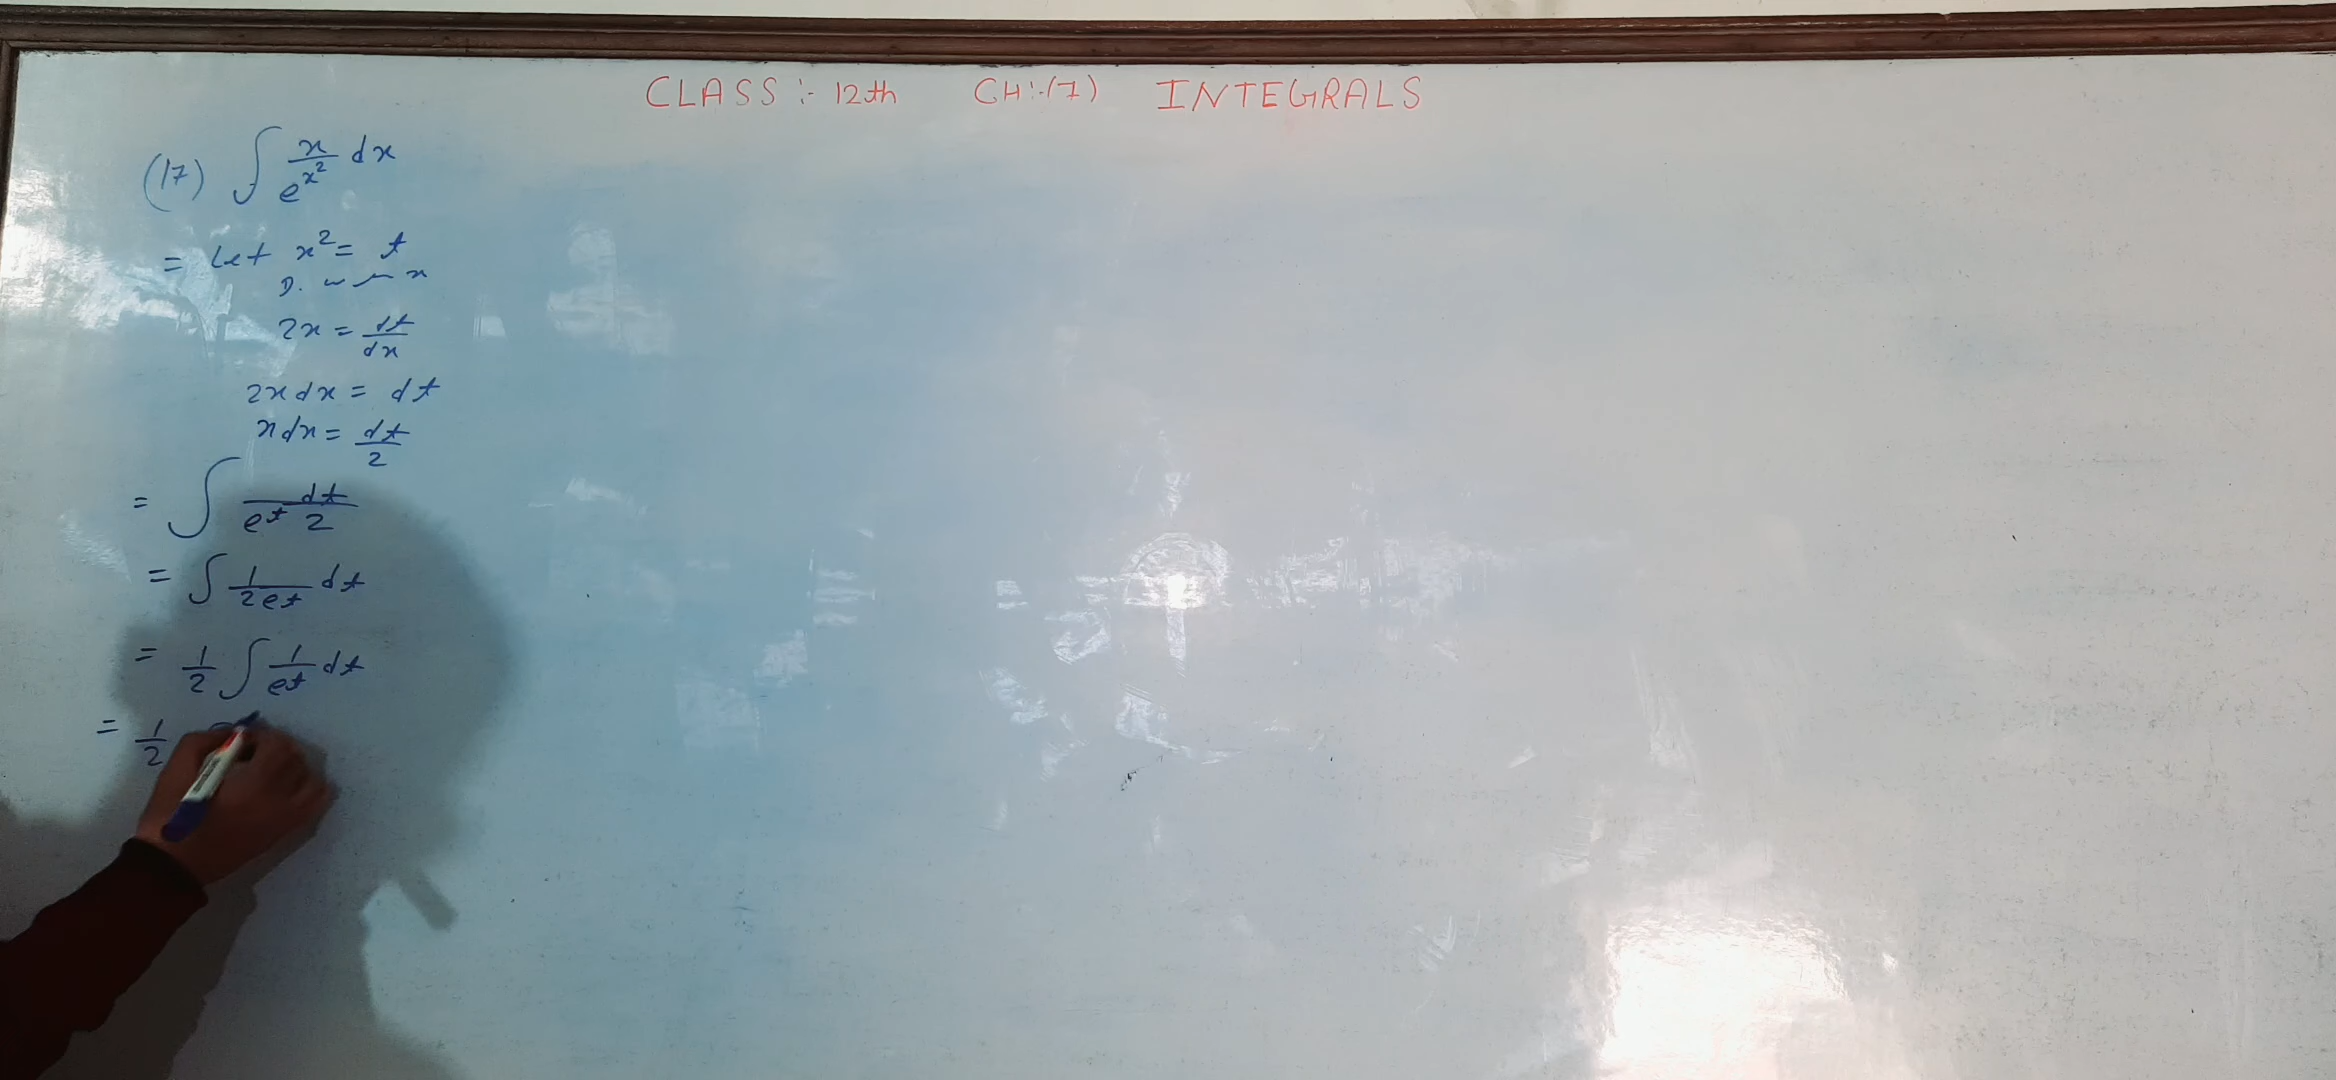 CLASS :- 12th CH:-(7) INTEGRALS
(17) ∫ x/e^x² dx
= Let x² = t
D. w x
2x = dt/dx
2x dx = dt
x dx = dt/2
= ∫ dt/e^t 2
= ∫ 1/2e^t dt
= 1/2 ∫ 1/e^t dt
= 1/2